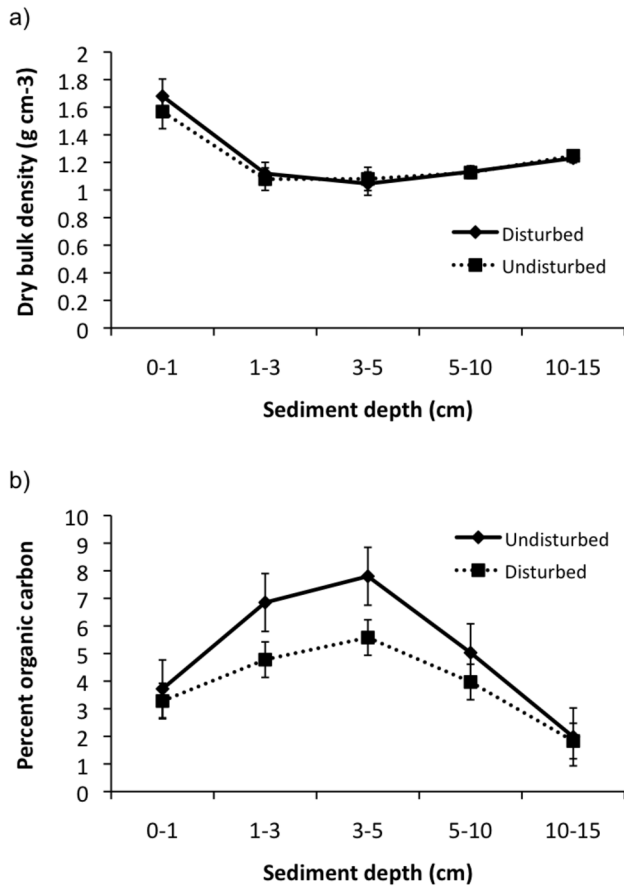 a)
Dry bulk density (g cm-3)
2
1.8
1.6
1.4
1.2
1
0.8
0.6
0.4
0.2
0
Disturbed
Undisturbed
0-1 1-3 3-5 5-10 10-15
Sediment depth (cm)
b)
Percent organic carbon
10
9
8
7
6
5
4
3
2
1
0
Undisturbed
Disturbed
0-1 1-3 3-5 5-10 10-15
Sediment depth (cm)